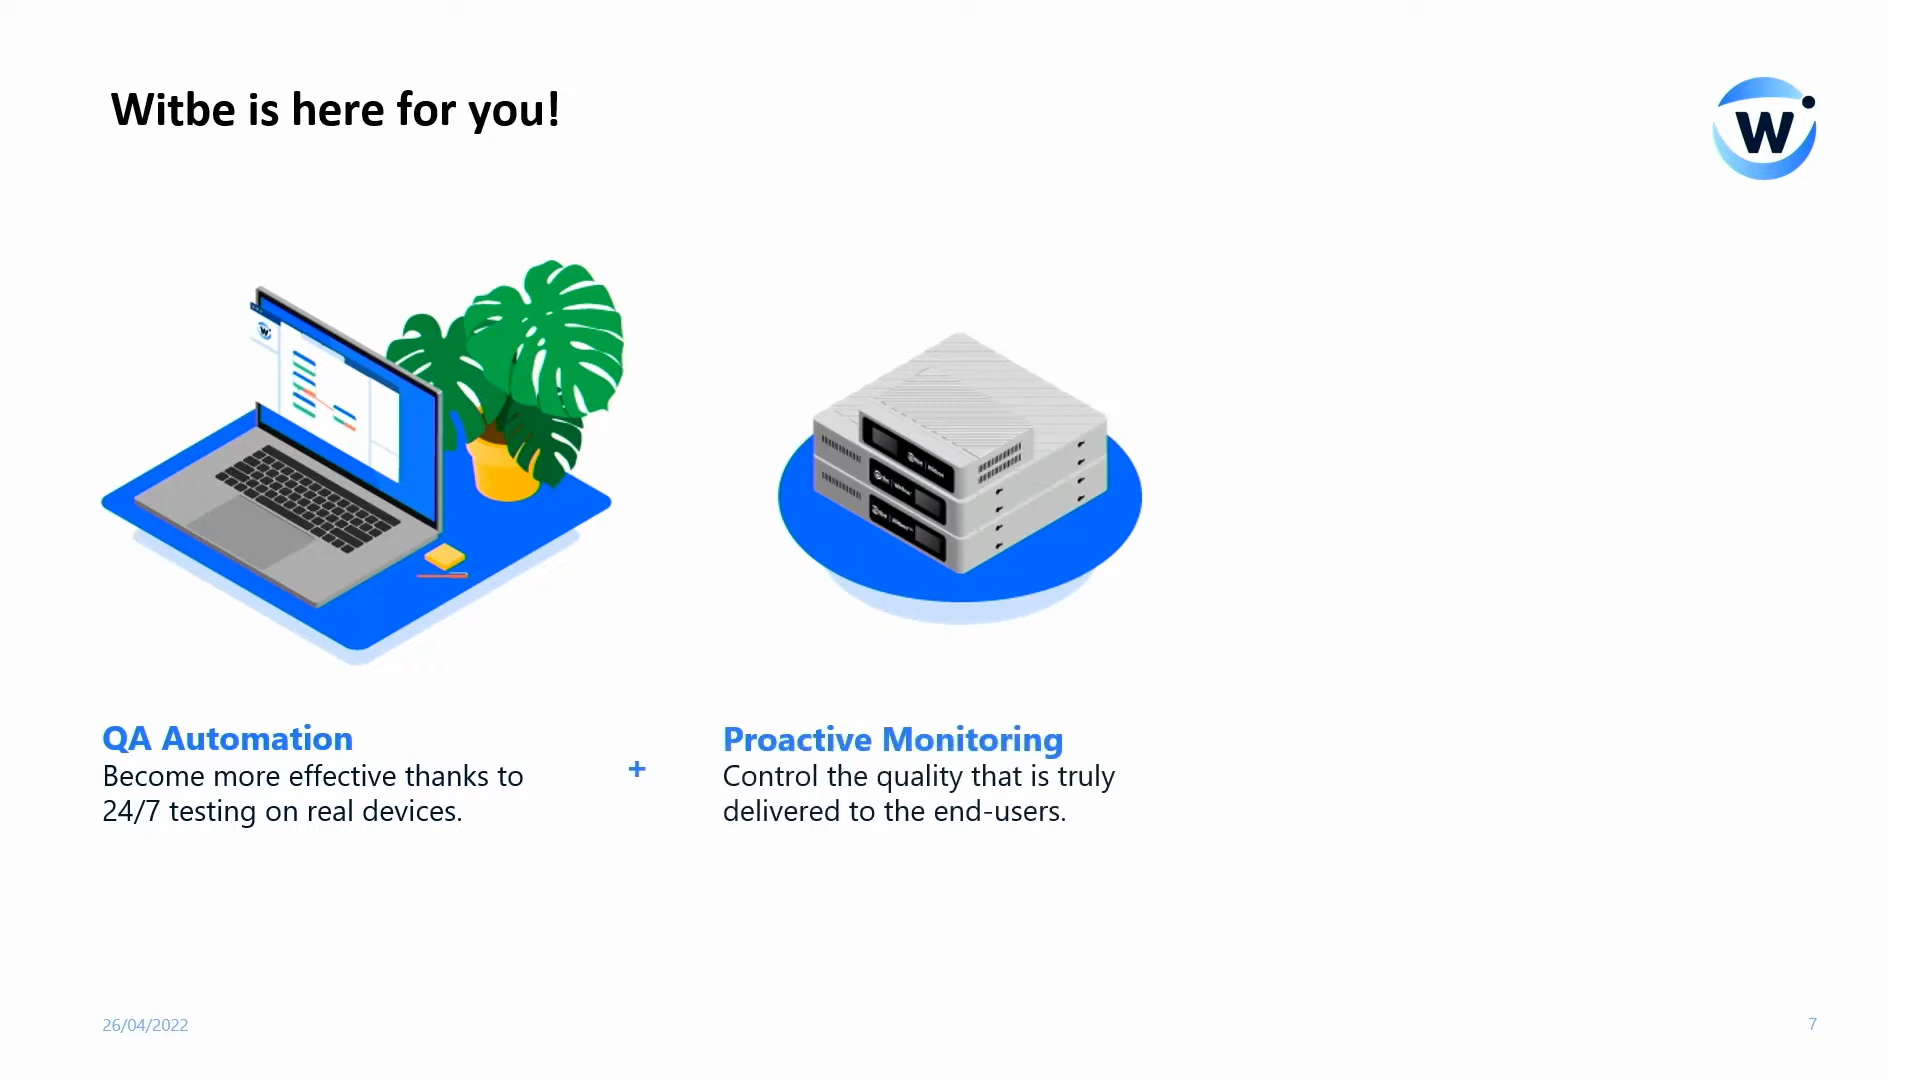 Witbe is here for you!
W
QA Automation
Become more effective thanks to
24/7 testing on real devices.
+
Proactive Monitoring
Control the quality that is truly
delivered to the end-users.
26/04/2022
7